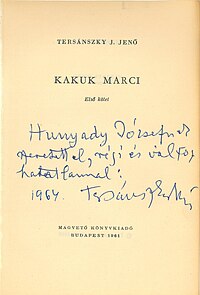 TERSÁNSZKY J. JENŐ
KAKUK MARCI
Első kötet
Hunyady Józsefnek
szeretettel, régi és változ
hatatlannal:
1964. Tersánszky
MAGVETŐ KÖNYVKIADÓ
BUDAPEST 1961